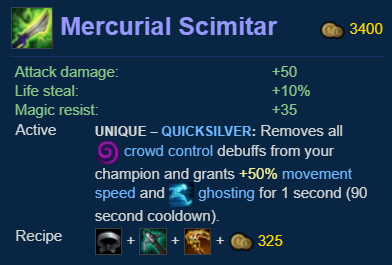 Mercurial Scimitar 3400
Attack damage: +50
Life steal: +10%
Magic resist: +35
Active UNIQUE – QUICKSILVER: Removes all
crowd control debuffs from your
champion and grants +50% movement
speed and ghosting for 1 second (90
second cooldown).
Recipe + + + 325